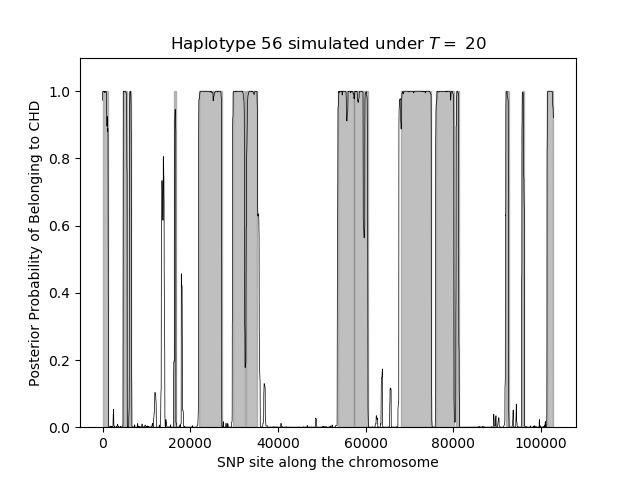 Haplotype 56 simulated under T = 20
Posterior Probability of Belonging to CHD
1.0
0.8
0.6
0.4
0.2
0.0
0 20000 40000 60000 80000 100000
SNP site along the chromosome